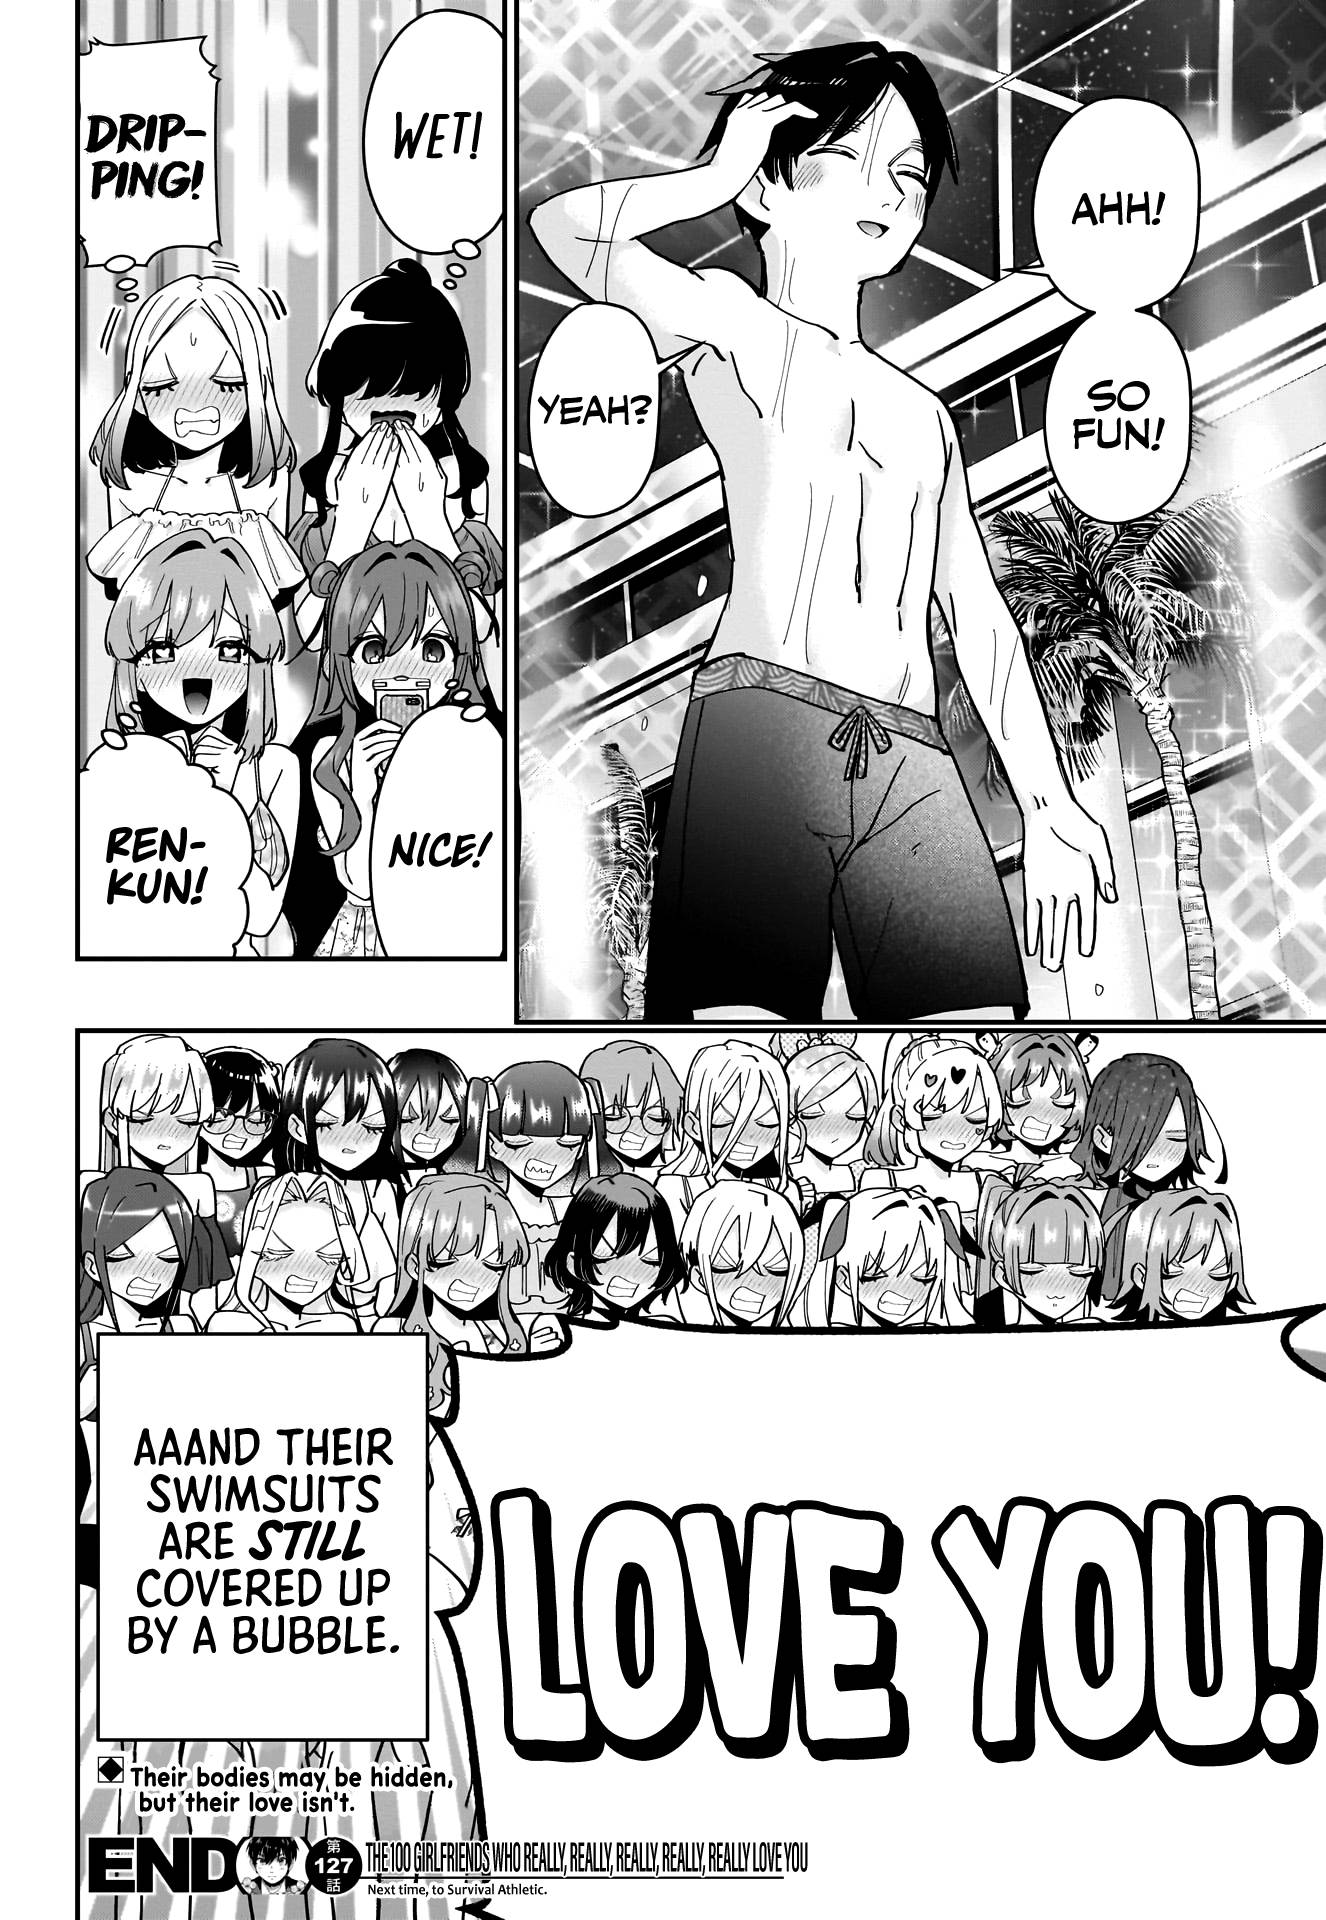 AHH!
SO
FUN!
YEAH?
WET!
DRIP-
PING!
NICE!
REN-
KUN!
LOVE YOU!
AAAND THEIR
SWIMSUITS
ARE STILL
COVERED UP
BY A BUBBLE.
Their bodies may be hidden,
but their love isn't.
END
第
127
話
THE 100 GIRLFRIENDS WHO REALLY, REALLY, REALLY, REALLY, REALLY LOVE YOU
Next time, to Survival Athletic.